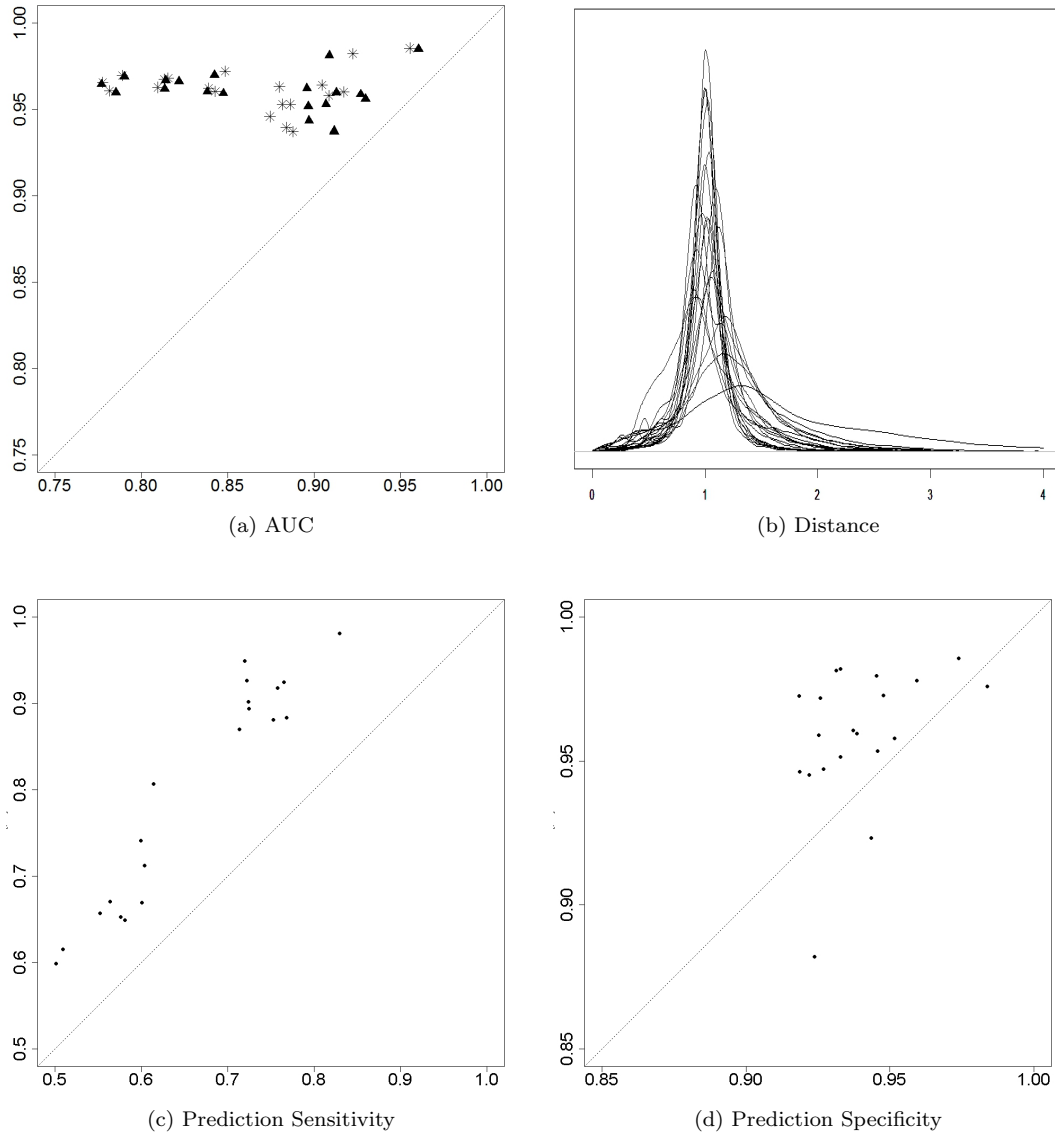 1.00
0.95
0.90
0.85
0.80
0.75
0.75 0.80 0.85 0.90 0.95 1.00
(a) AUC
0 1 2 3 4
(b) Distance
1.0
0.9
0.8
0.7
0.6
0.5
0.5 0.6 0.7 0.8 0.9 1.0
(c) Prediction Sensitivity
1.00
0.95
0.90
0.85
0.85 0.90 0.95 1.00
(d) Prediction Specificity